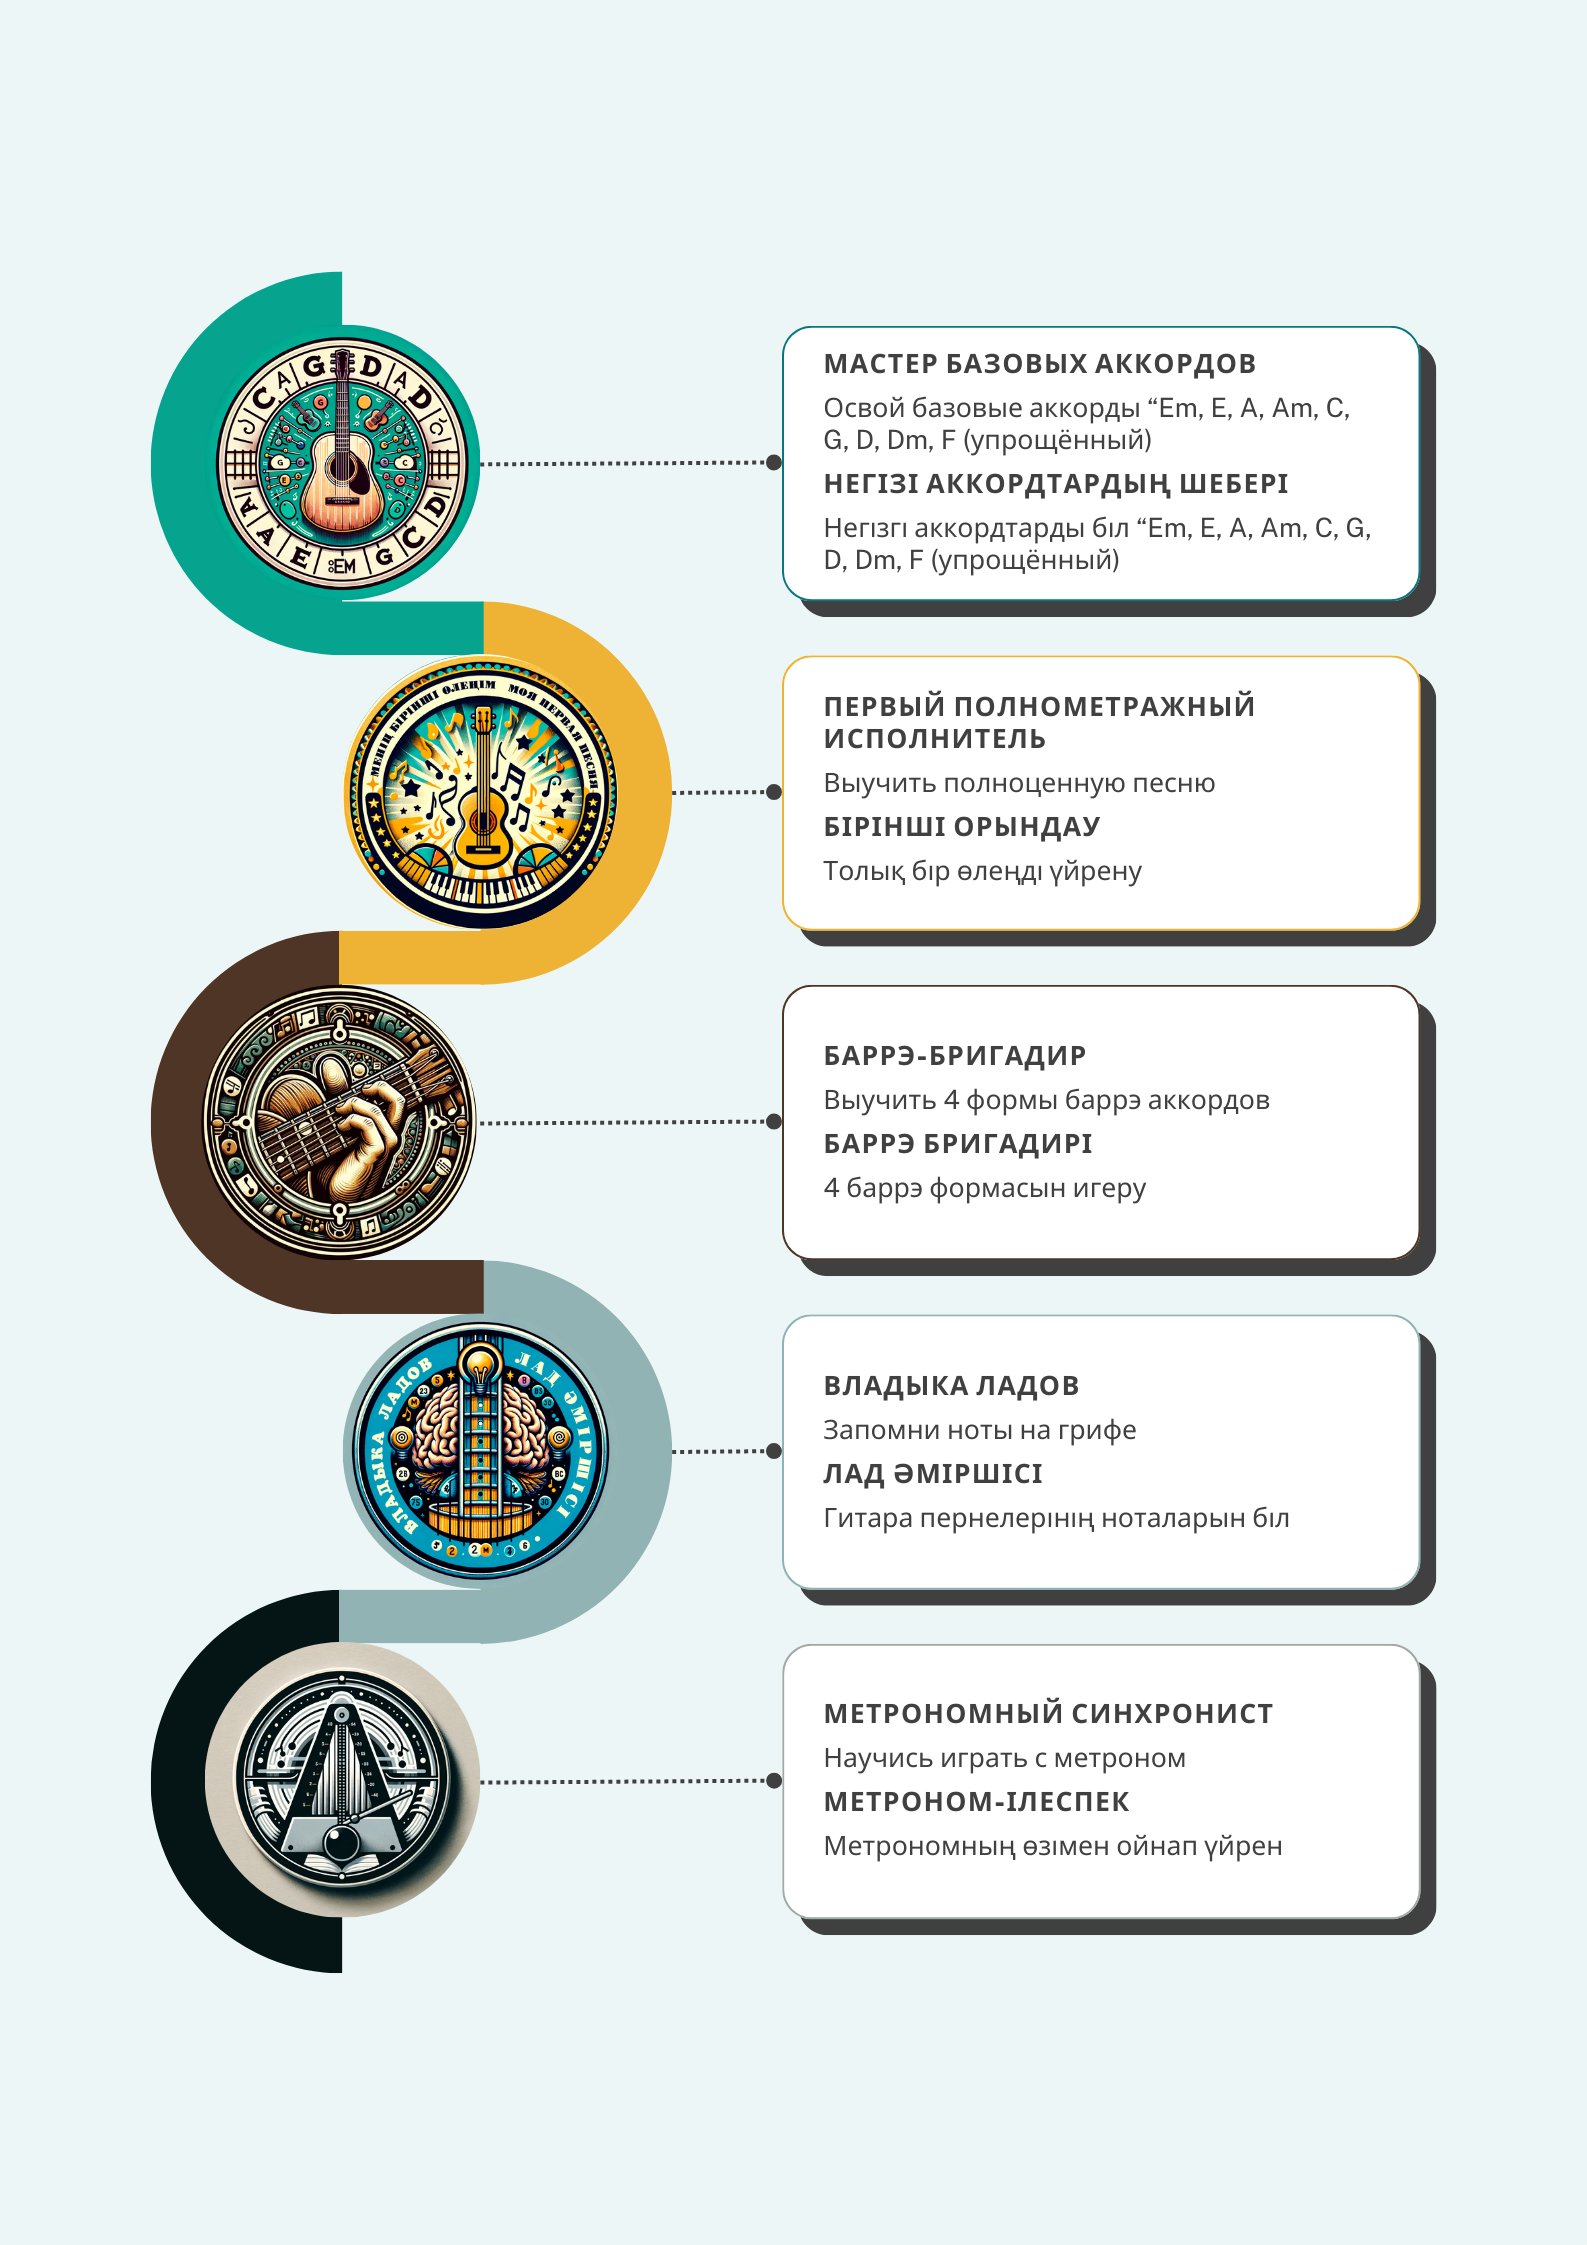 МАСТЕР БАЗОВЫХ АККОРДОВ
Освой базовые аккорды “Em, E, A, Am, C,
G, D, Dm, F (упрощённый)
НЕГІЗІ АККОРДТАРДЫҢ ШЕБЕРІ
Негізгі аккордтарды біл “Em, E, A, Am, C, G,
D, Dm, F (упрощённый)
МЕНІҢ БІРІНШІ ӨЛЕҢІМ МОЯ ПЕРВАЯ ПЕСНЯ
ПЕРВЫЙ ПОЛНОМЕТРАЖНЫЙ
ИСПОЛНИТЕЛЬ
Выучить полноценную песню
БІРІНШІ ОРЫНДАУ
Толық бір өлеңді үйрену
БАРРЭ-БРИГАДИР
Выучить 4 формы баррэ аккордов
БАРРЭ БРИГАДИРІ
4 баррэ формасын игеру
ВЛАДЫКА ЛАДОВ ЛАД ӘМІРШІСІ
ВЛАДЫКА ЛАДОВ
Запомни ноты на грифе
ЛАД ӘМІРШІСІ
Гитара пернелерінің ноталарын біл
МЕТРОНОМНЫЙ СИНХРОНИСТ
Научись играть с метроном
МЕТРОНОМ-ІЛЕСПЕК
Метрономның өзімен ойнап үйрен